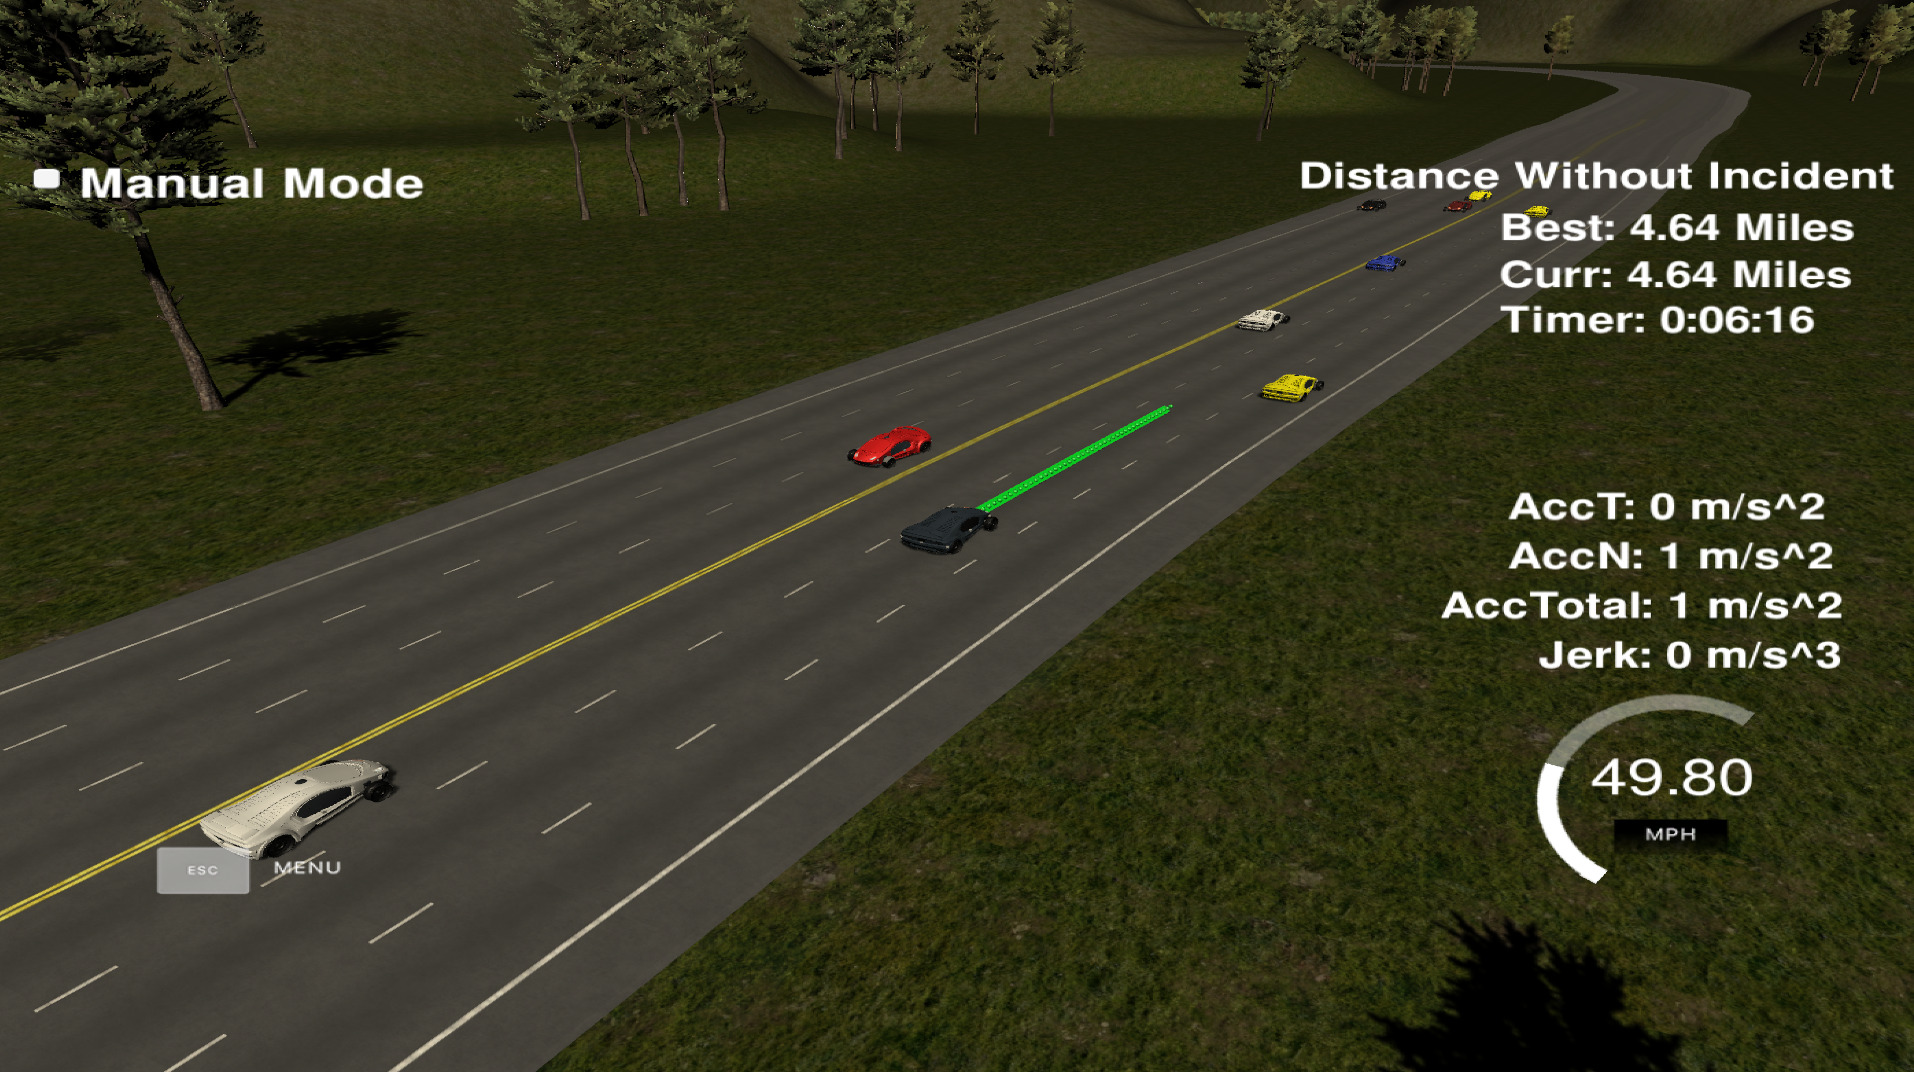 Manual Mode
Distance Without Incident
Best: 4.64 Miles
Curr: 4.64 Miles
Timer: 0:06:16
AccT: 0 m/s^2
AccN: 1 m/s^2
AccTotal: 1 m/s^2
Jerk: 0 m/s^3
49.80
MPH
ESC MENU